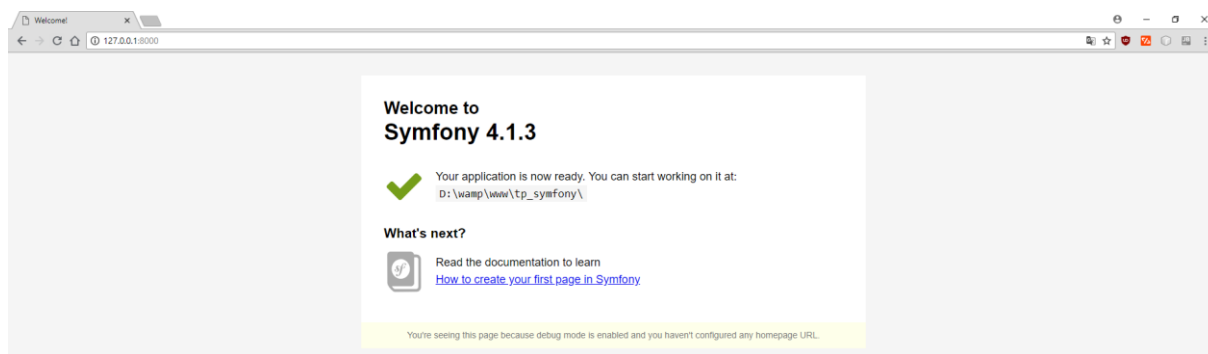 Welcome!
127.0.0.1:8000
Welcome to
Symfony 4.1.3
Your application is now ready. You can start working on it at:
D:\wamp\www\tp_symfony\
What's next?
sf
Read the documentation to learn
How to create your first page in Symfony
You're seeing this page because debug mode is enabled and you haven't configured any homepage URL.